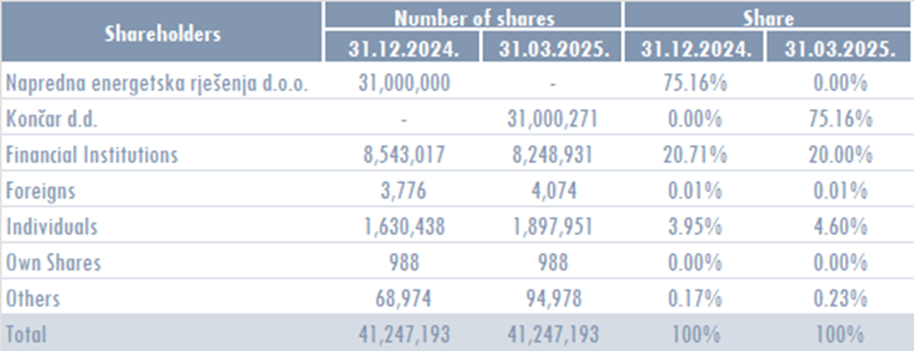 Shareholders Number of shares Share
31.12.2024. 31.03.2025. 31.12.2024. 31.03.2025.
Napredna energetska rješenja d.o.o. 31,000,000 - 75.16% 0.00%
Končar d.d. - 31,000,271 0.00% 75.16%
Financial Institutions 8,543,017 8,248,931 20.71% 20.00%
Foreigns 3,776 4,074 0.01% 0.01%
Individuals 1,630,438 1,897,951 3.95% 4.60%
Own Shares 988 988 0.00% 0.00%
Others 68,974 94,978 0.17% 0.23%
Total 41,247,193 41,247,193 100% 100%